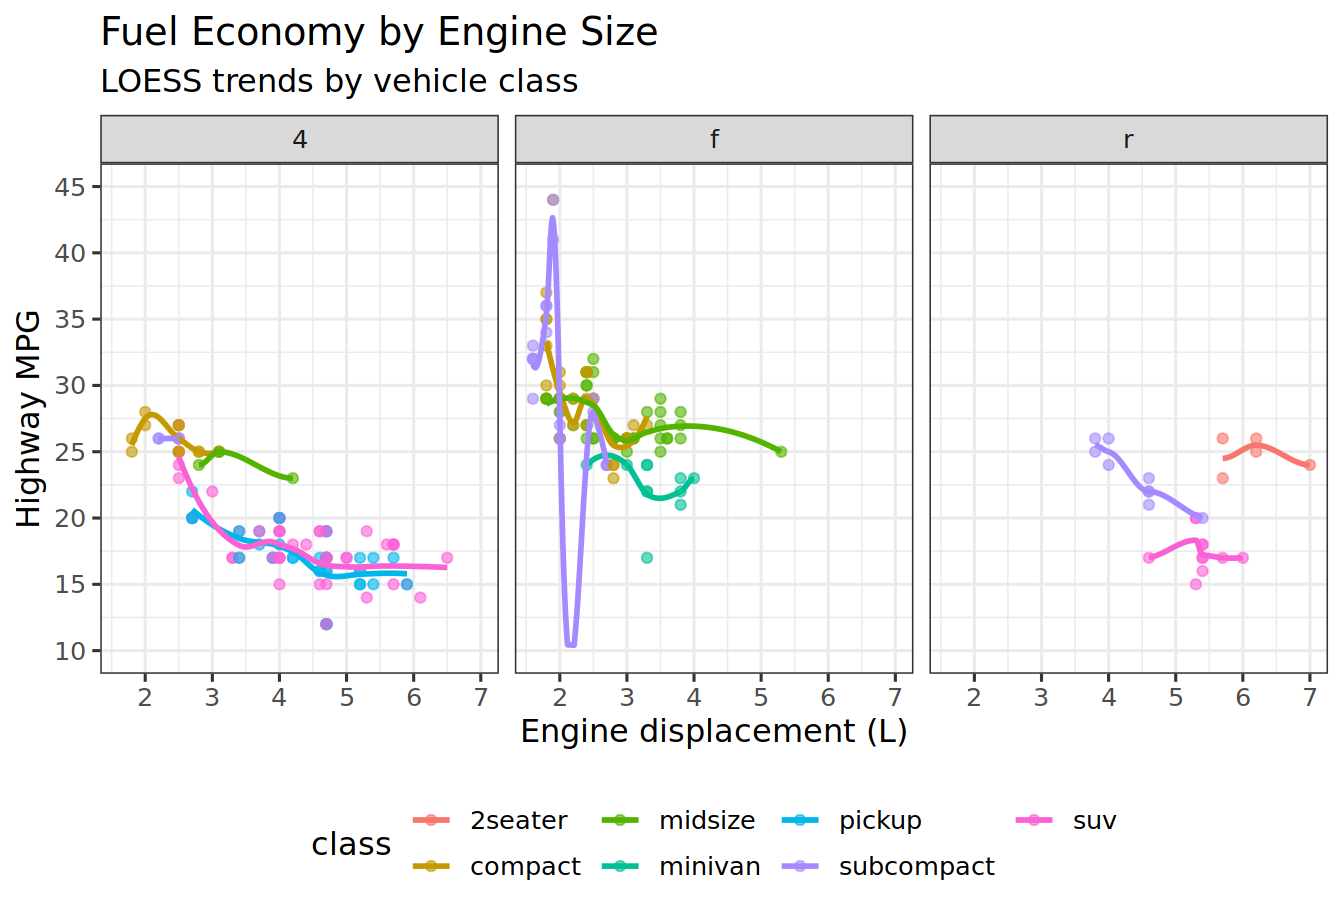 Fuel Economy by Engine Size
LOESS trends by vehicle class
4 f r
45
40
35
30
25
20
15
10
Highway MPG
2 3 4 5 6 7 2 3 4 5 6 7 2 3 4 5 6 7
Engine displacement (L)
class
2seater midsize pickup suv
compact minivan subcompact